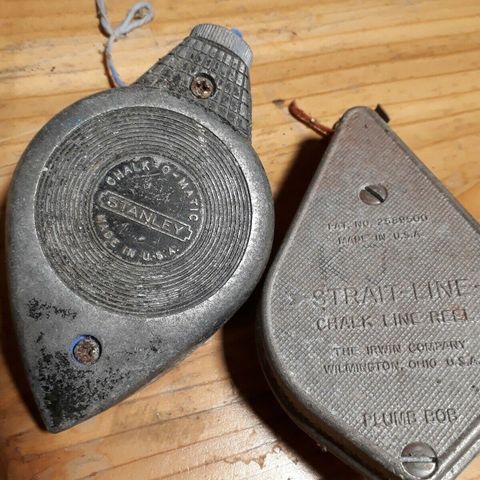 CHALK-O-MATIC
STANLEY
MADE IN U.S.A.
PAT. NO. 2589500
MADE IN U.S.A.
STRAIT-LINE
CHALK LINE REEL
THE IRWIN COMPANY
WILMINGTON, OHIO U.S.A.
PLUMB BOB